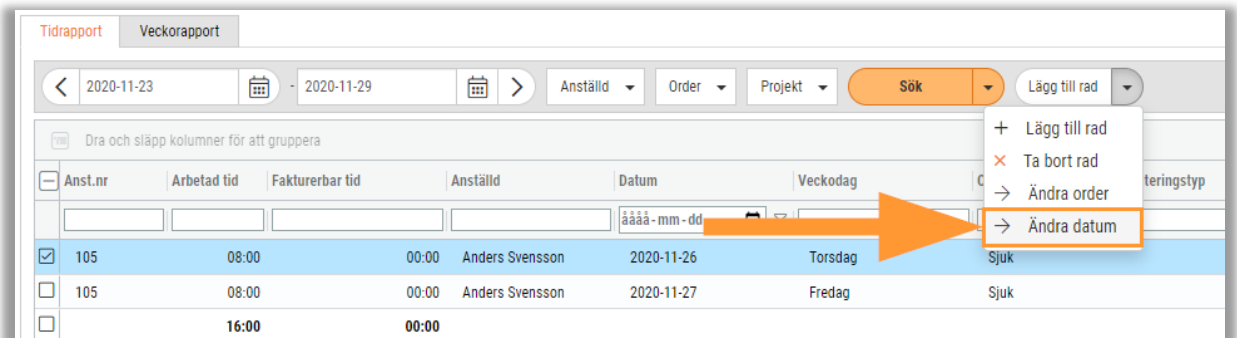 Tidrapport Veckorapport
2020-11-23 - 2020-11-29 Anställd Order Projekt Sök Lägg till rad
Dra och släpp kolumner för att gruppera
Lägg till rad
Ta bort rad
Ändra order
Ändra datum
Anst.nr Arbetad tid Fakturerbar tid Anställd Datum Veckodag teringstyp
åååå-mm-dd
105 08:00 00:00 Anders Svensson 2020-11-26 Torsdag Sjuk
105 08:00 00:00 Anders Svensson 2020-11-27 Fredag Sjuk
16:00 00:00